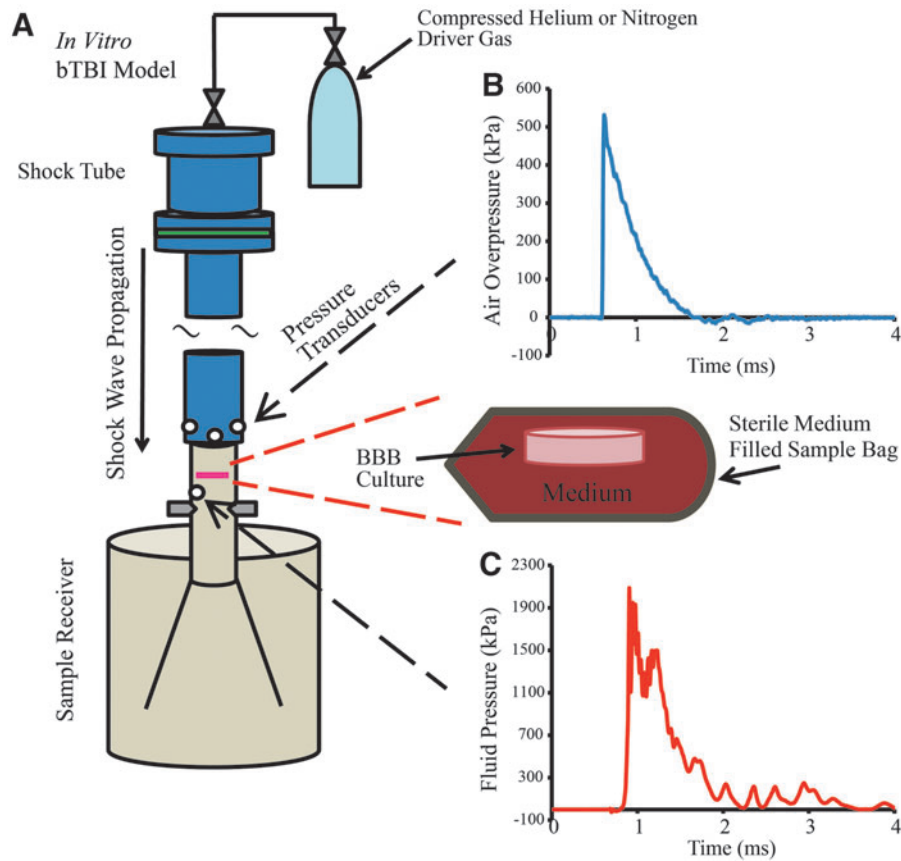 A
In Vitro
bTBI Model
Compressed Helium or Nitrogen
Driver Gas
Shock Tube
Shock Wave Propagation
Pressure
Transducers
Sample Receiver
B
Air Overpressure (kPa)
600
500
400
300
200
100
0
-100
0 1 2 3 4
Time (ms)
BBB
Culture
Medium
Sterile Medium
Filled Sample Bag
C
Fluid Pressure (kPa)
2300
1900
1500
1100
700
300
-100
0 1 2 3 4
Time (ms)